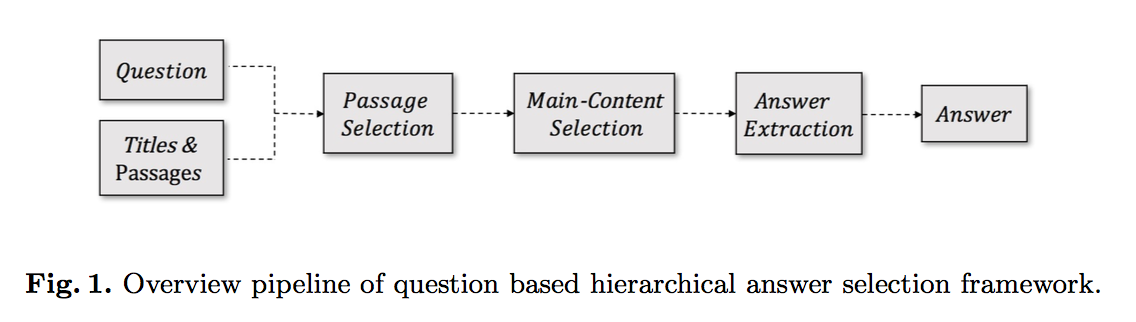 Question
Titles &
Passages
Passage
Selection
Main-Content
Selection
Answer
Extraction
Answer
Fig. 1. Overview pipeline of question based hierarchical answer selection framework.